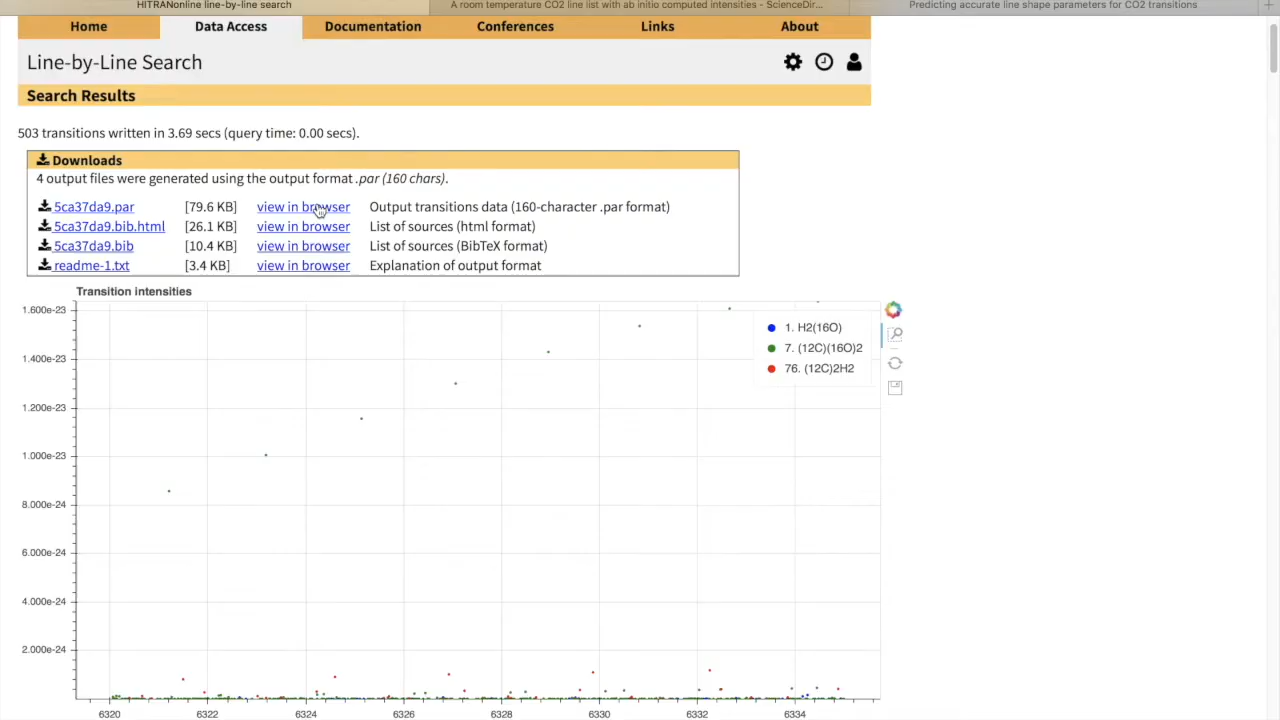 HITRANonline line-by-line search
A room temperature CO2 line list with ab initio computed intensities - ScienceDir...
Predicting accurate line shape parameters for CO2 transitions
Home Data Access Documentation Conferences Links About
Line-by-Line Search
Search Results
503 transitions written in 3.69 secs (query time: 0.00 secs).
Downloads
4 output files were generated using the output format .par (160 chars).
5ca37da9.par [79.6 KB] view in browser Output transitions data (160-character .par format)
5ca37da9.bib.html [26.1 KB] view in browser List of sources (html format)
5ca37da9.bib [10.4 KB] view in browser List of sources (BibTeX format)
readme-1.txt [3.4 KB] view in browser Explanation of output format
Transition intensities
1.600e-23
1.400e-23
1.200e-23
1.000e-23
8.000e-24
6.000e-24
4.000e-24
2.000e-24
1. H2(16O)
7. (12C)(16O)2
76. (12C)2H2
6320 6322 6324 6326 6328 6330 6332 6334